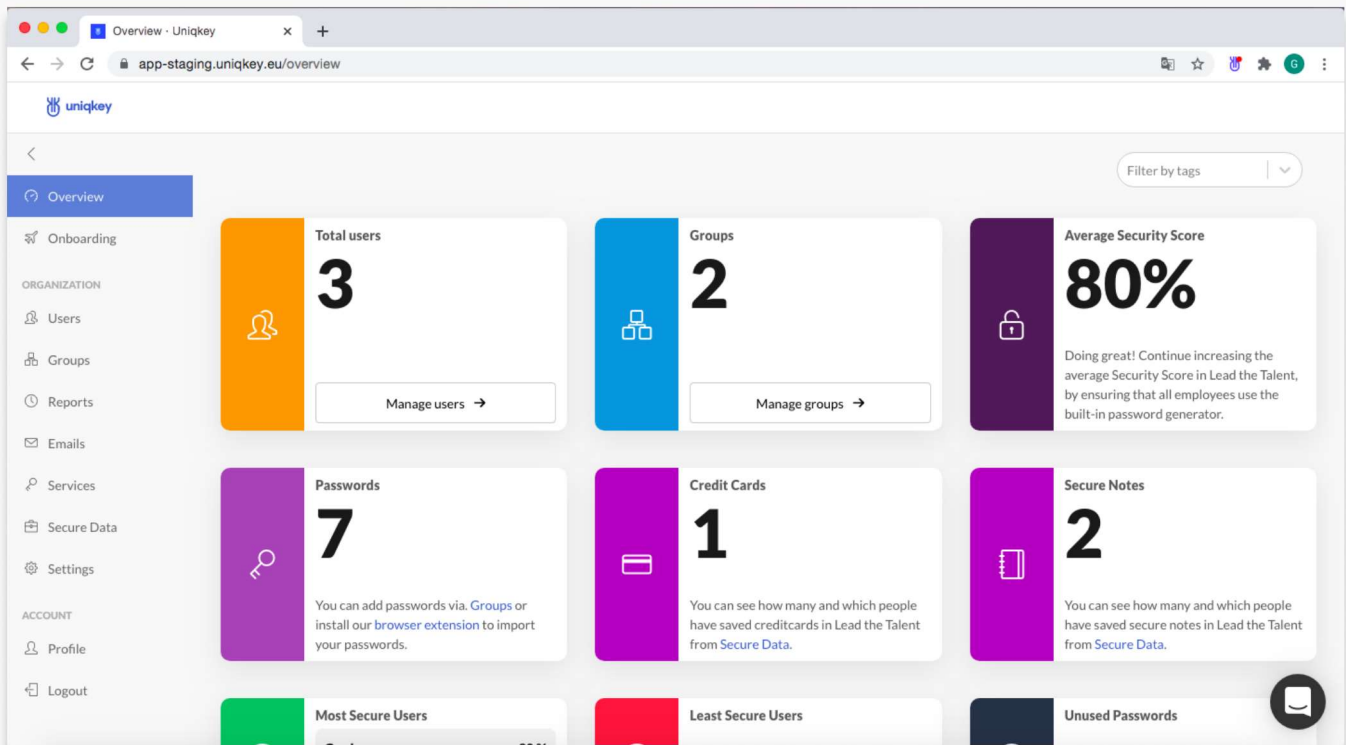 Overview · Uniqkey
app-staging.uniqkey.eu/overview
G
uniqkey
Filter by tags
Overview
Onboarding
ORGANIZATION
Users
Groups
Reports
Emails
Services
Secure Data
Settings
ACCOUNT
Profile
Logout
Total users
3
Manage users →
Groups
2
Manage groups →
Average Security Score
80%
Doing great! Continue increasing the
average Security Score in Lead the Talent,
by ensuring that all employees use the
built-in password generator.
Passwords
7
You can add passwords via. Groups or
install our browser extension to import
your passwords.
Credit Cards
1
You can see how many and which people
have saved creditcards in Lead the Talent
from Secure Data.
Secure Notes
2
You can see how many and which people
have saved secure notes in Lead the Talent
from Secure Data.
Most Secure Users
Least Secure Users
Unused Passwords